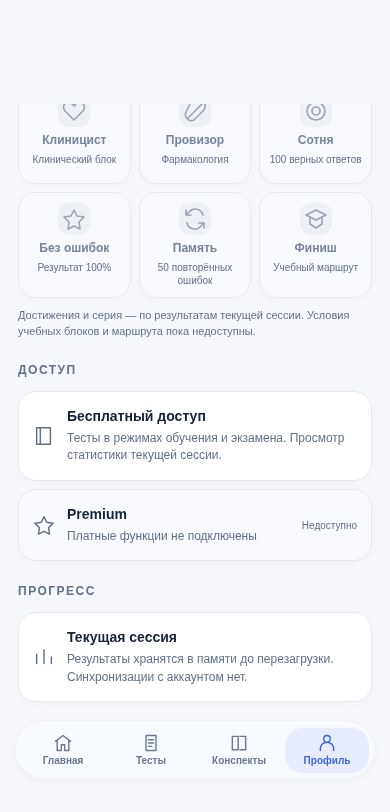 Клиницист
Клинический блок
Провизор
Фармакология
Сотня
100 верных ответов
Без ошибок
Результат 100%
Память
50 повторённых
ошибок
Финиш
Учебный маршрут
Достижения и серия — по результатам текущей сессии. Условия
учебных блоков и маршрута пока недоступны.
ДОСТУП
Бесплатный доступ
Тесты в режимах обучения и экзамена. Просмотр
статистики текущей сессии.
Premium
Платные функции не подключены
Недоступно
ПРОГРЕСС
Текущая сессия
Результаты хранятся в памяти до перезагрузки.
Синхронизации с аккаунтом нет.
Главная
Тесты
Конспекты
Профиль